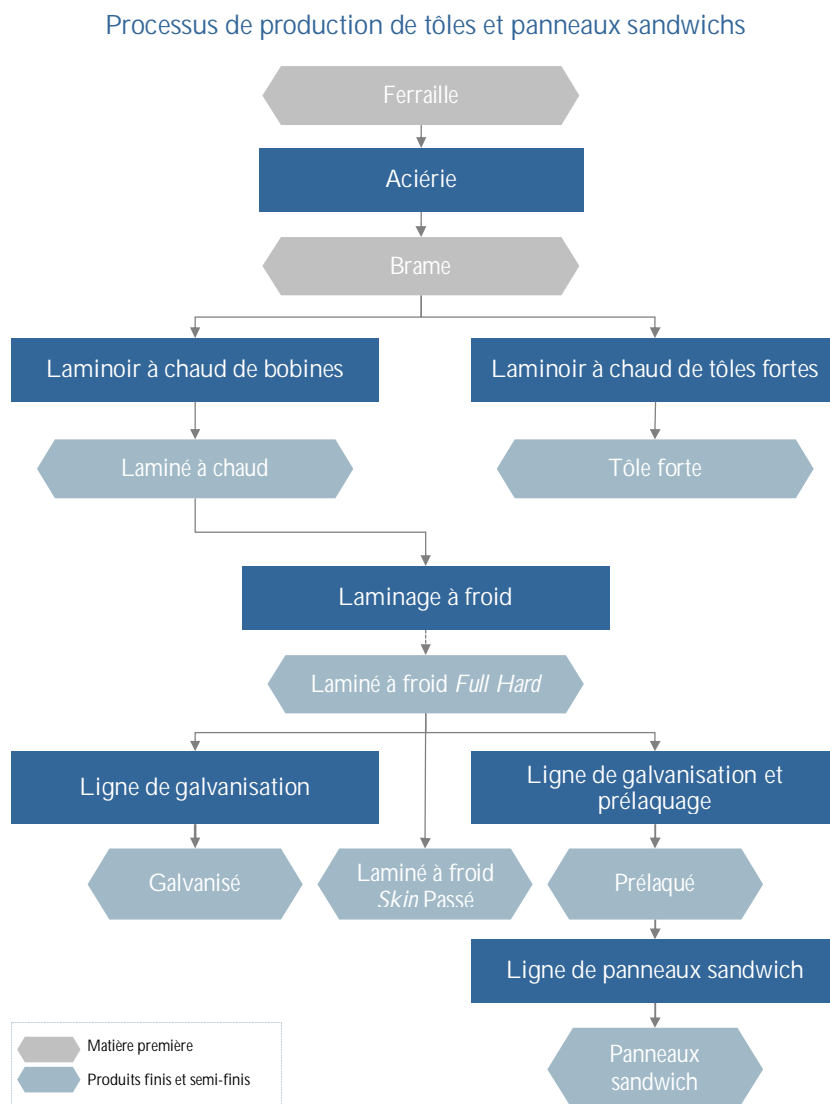 Processus de production de tôles et panneaux sandwichs
Ferraille
Aciérie
Brame
Laminoir à chaud de bobines
Laminoir à chaud de tôles fortes
Laminé à chaud
Tôle forte
Laminage à froid
Laminé à froid Full Hard
Ligne de galvanisation
Ligne de galvanisation et
prélaquage
Galvanisé
Laminé à froid
Skin Passé
Prélaqué
Ligne de panneaux sandwich
Panneaux
sandwich
Matière première
Produits finis et semi-finis